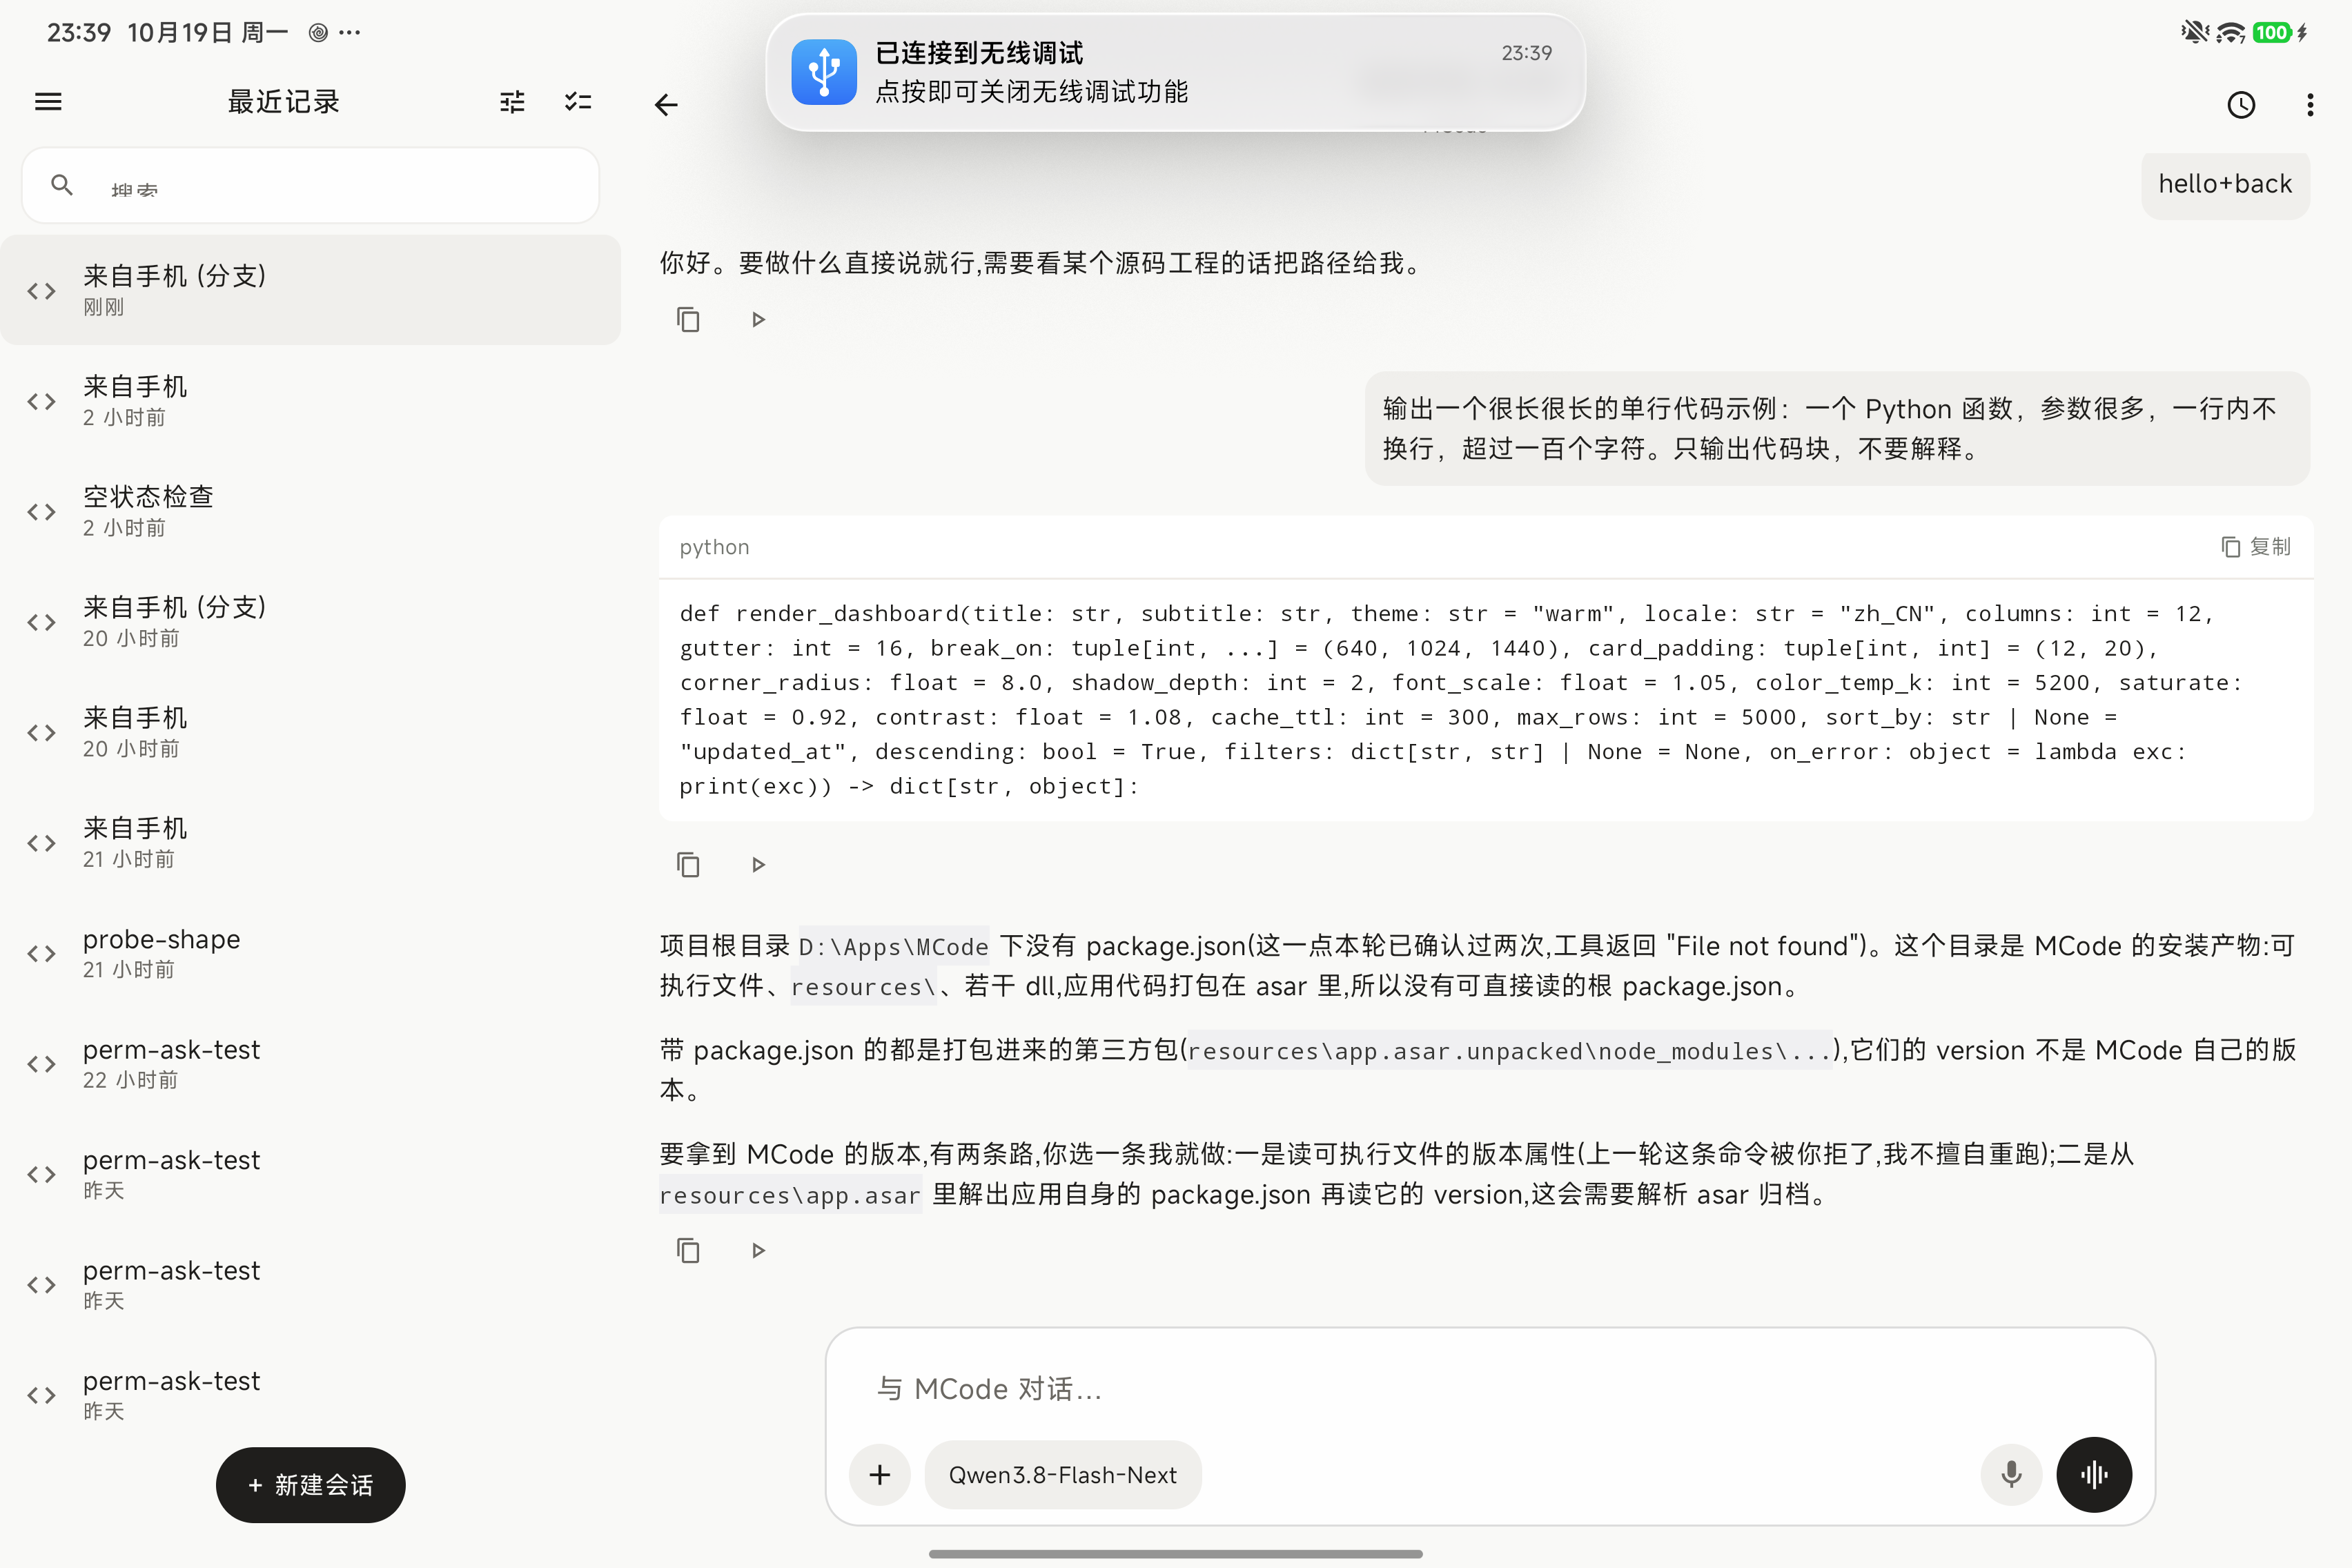 23:39 10月19日 周一
100
已连接到无线调试
23:39
点按即可关闭无线调试功能
最近记录
搜索
来自手机 (分支)
刚刚
来自手机
2 小时前
空状态检查
2 小时前
来自手机 (分支)
20 小时前
来自手机
20 小时前
来自手机
21 小时前
probe-shape
21 小时前
perm-ask-test
22 小时前
perm-ask-test
昨天
perm-ask-test
昨天
perm-ask-test
昨天
+ 新建会话
hello+back
你好。要做什么直接说就行,需要看某个源码工程的话把路径给我。
输出一个很长很长的单行代码示例：一个 Python 函数，参数很多，一行内不
换行，超过一百个字符。只输出代码块，不要解释。
python
复制
def render_dashboard(title: str, subtitle: str, theme: str = "warm", locale: str = "zh_CN", columns: int = 12,
gutter: int = 16, break_on: tuple[int, ...] = (640, 1024, 1440), card_padding: tuple[int, int] = (12, 20),
corner_radius: float = 8.0, shadow_depth: int = 2, font_scale: float = 1.05, color_temp_k: int = 5200, saturate:
float = 0.92, contrast: float = 1.08, cache_ttl: int = 300, max_rows: int = 5000, sort_by: str | None =
"updated_at", descending: bool = True, filters: dict[str, str] | None = None, on_error: object = lambda exc:
print(exc)) -> dict[str, object]:
项目根目录 D:\Apps\MCode 下没有 package.json(这一点本轮已确认过两次,工具返回 "File not found")。这个目录是 MCode 的安装产物:可
执行文件、resources\、若干 dll,应用代码打包在 asar 里,所以没有可直接读的根 package.json。
带 package.json 的都是打包进来的第三方包(resources\app.asar.unpacked\node_modules\...),它们的 version 不是 MCode 自己的版
本。
要拿到 MCode 的版本,有两条路,你选一条我就做:一是读可执行文件的版本属性(上一轮这条命令被你拒了,我不擅自重跑);二是从
resources\app.asar 里解出应用自身的 package.json 再读它的 version,这会需要解析 asar 归档。
与 MCode 对话...
Qwen3.8-Flash-Next